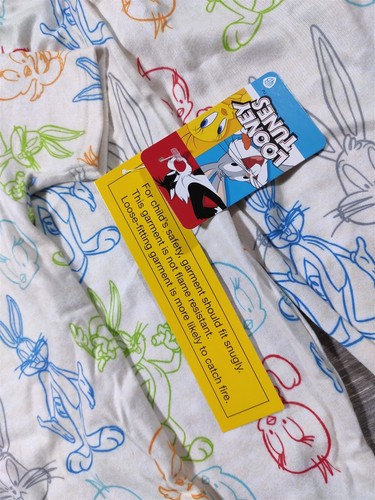 LOONEY
TUNES
For child's safety, garment should fit snugly.
This garment is not flame resistant.
Loose-fitting garment is more likely to catch fire.